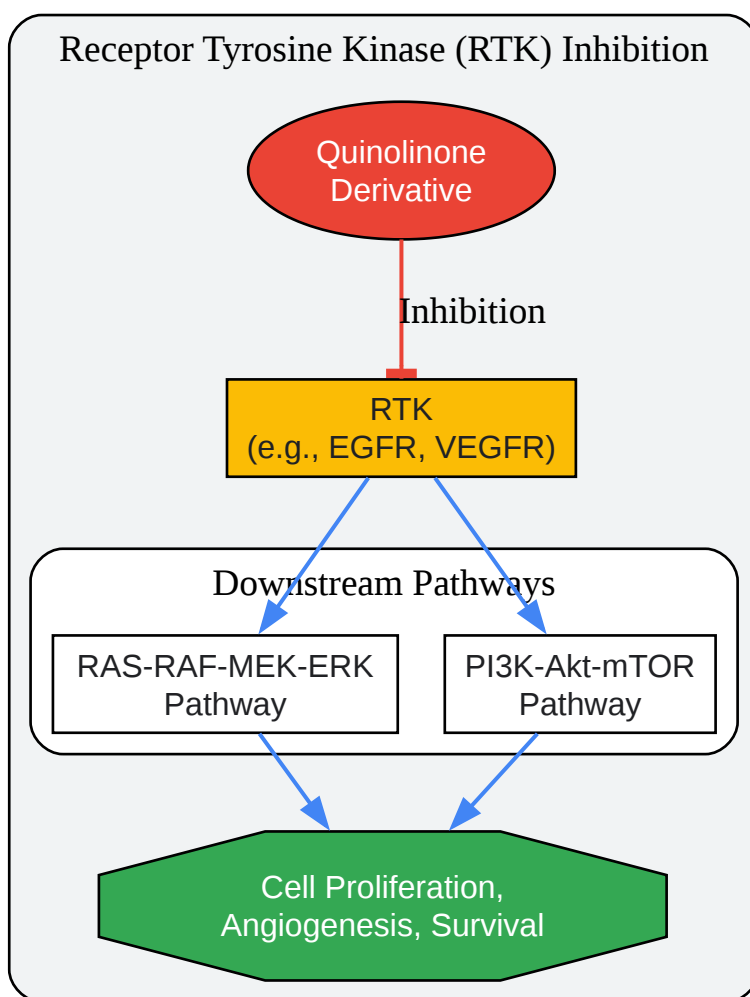 Receptor Tyrosine Kinase (RTK) Inhibition
Quinolinone
Derivative
Inhibition
RTK
(e.g., EGFR, VEGFR)
Downstream Pathways
RAS-RAF-MEK-ERK
Pathway
PI3K-Akt-mTOR
Pathway
Cell Proliferation,
Angiogenesis, Survival